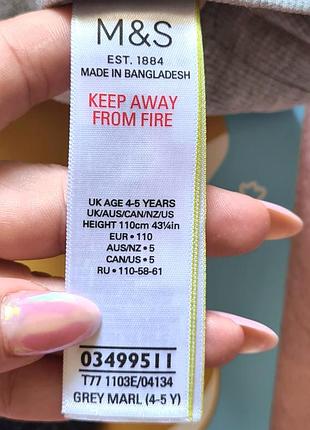 M&S
EST. 1884
MADE IN BANGLADESH
KEEP AWAY
FROM FIRE
UK AGE 4-5 YEARS
UK/AUS/CAN/NZ/US
HEIGHT 110cm 43¼in
EUR • 110
AUS/NZ • 5
CAN/US • 5
RU • 110-58-61
03499511
T77 1103E/04134
GREY MARL (4-5 Y)